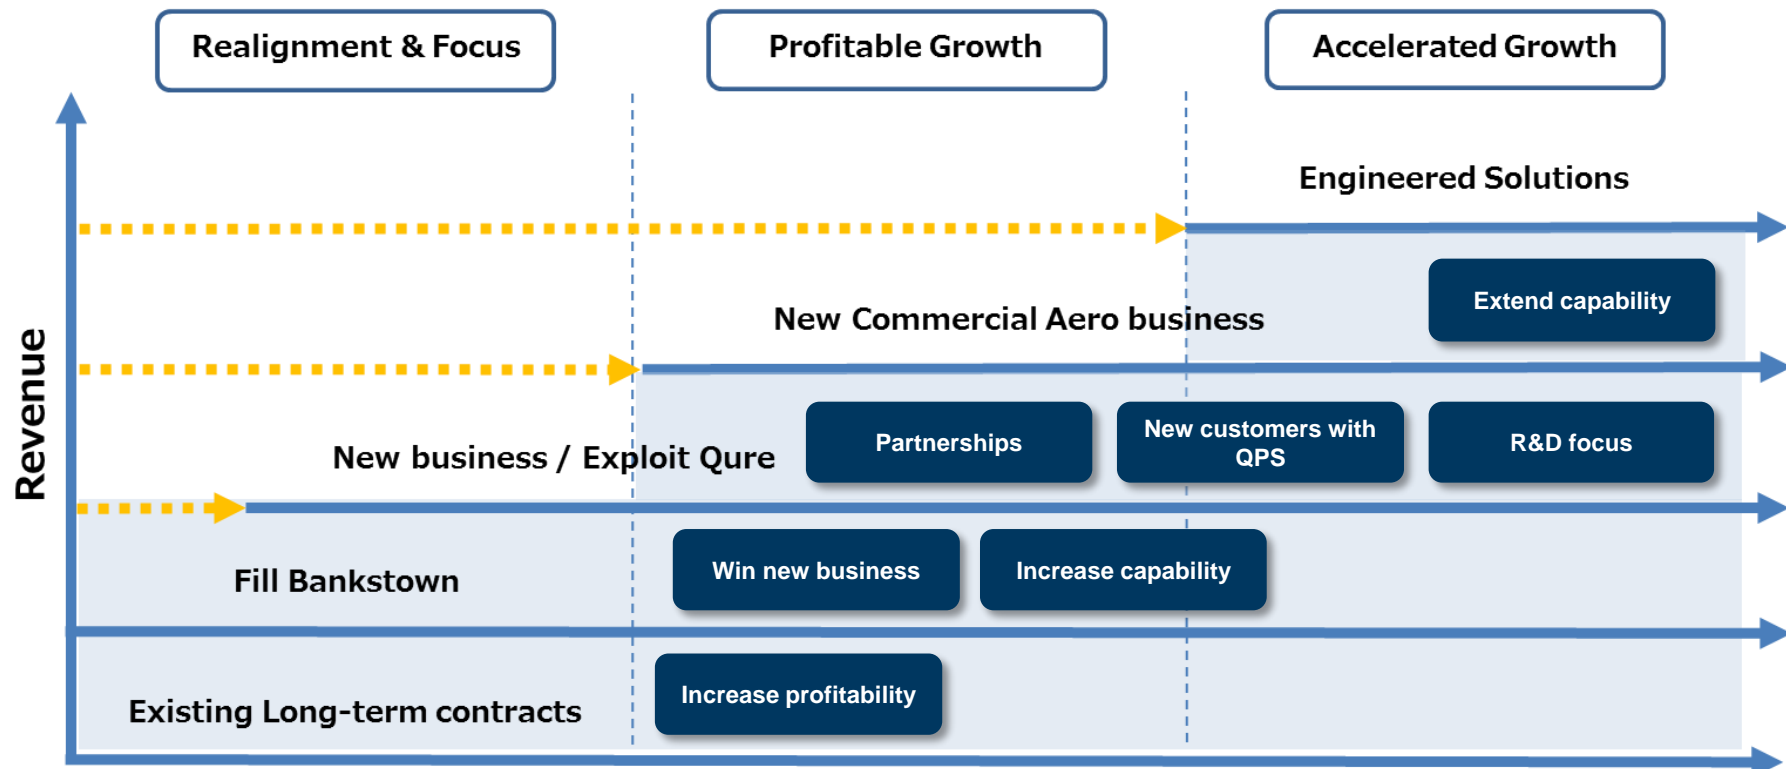 Realignment & Focus
Profitable Growth
Accelerated Growth
Engineered Solutions
Extend capability
New Commercial Aero business
Partnerships
New customers with
QPS
R&D focus
New business / Exploit Qure
Win new business
Increase capability
Fill Bankstown
Increase profitability
Existing Long-term contracts
Revenue